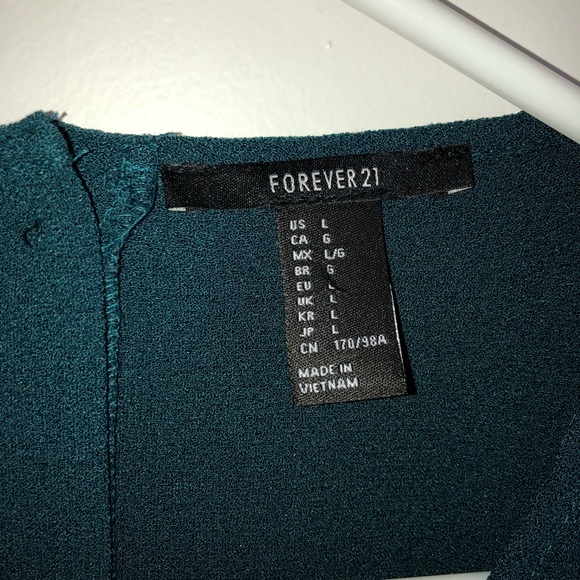 FOREVER 21
US L
CA G
MX L/G
BR G
EU L
UK L
KR L
JP L
CN 170/98A
MADE IN
VIETNAM